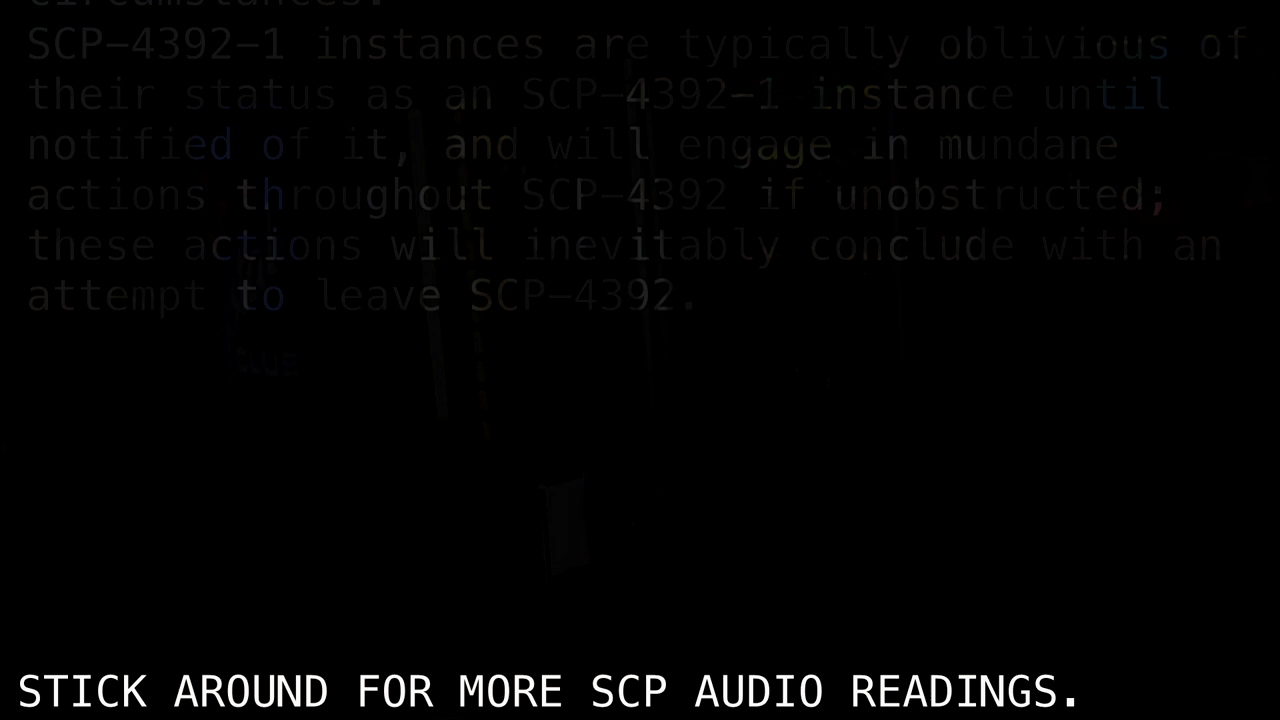 circumstances.
SCP-4392-1 instances are typically oblivious of
their status as an SCP-4392-1 instance until
notified of it, and will engage in mundane
actions throughout SCP-4392 if unobstructed;
these actions will inevitably conclude with an
attempt to leave SCP-4392.
STICK AROUND FOR MORE SCP AUDIO READINGS.